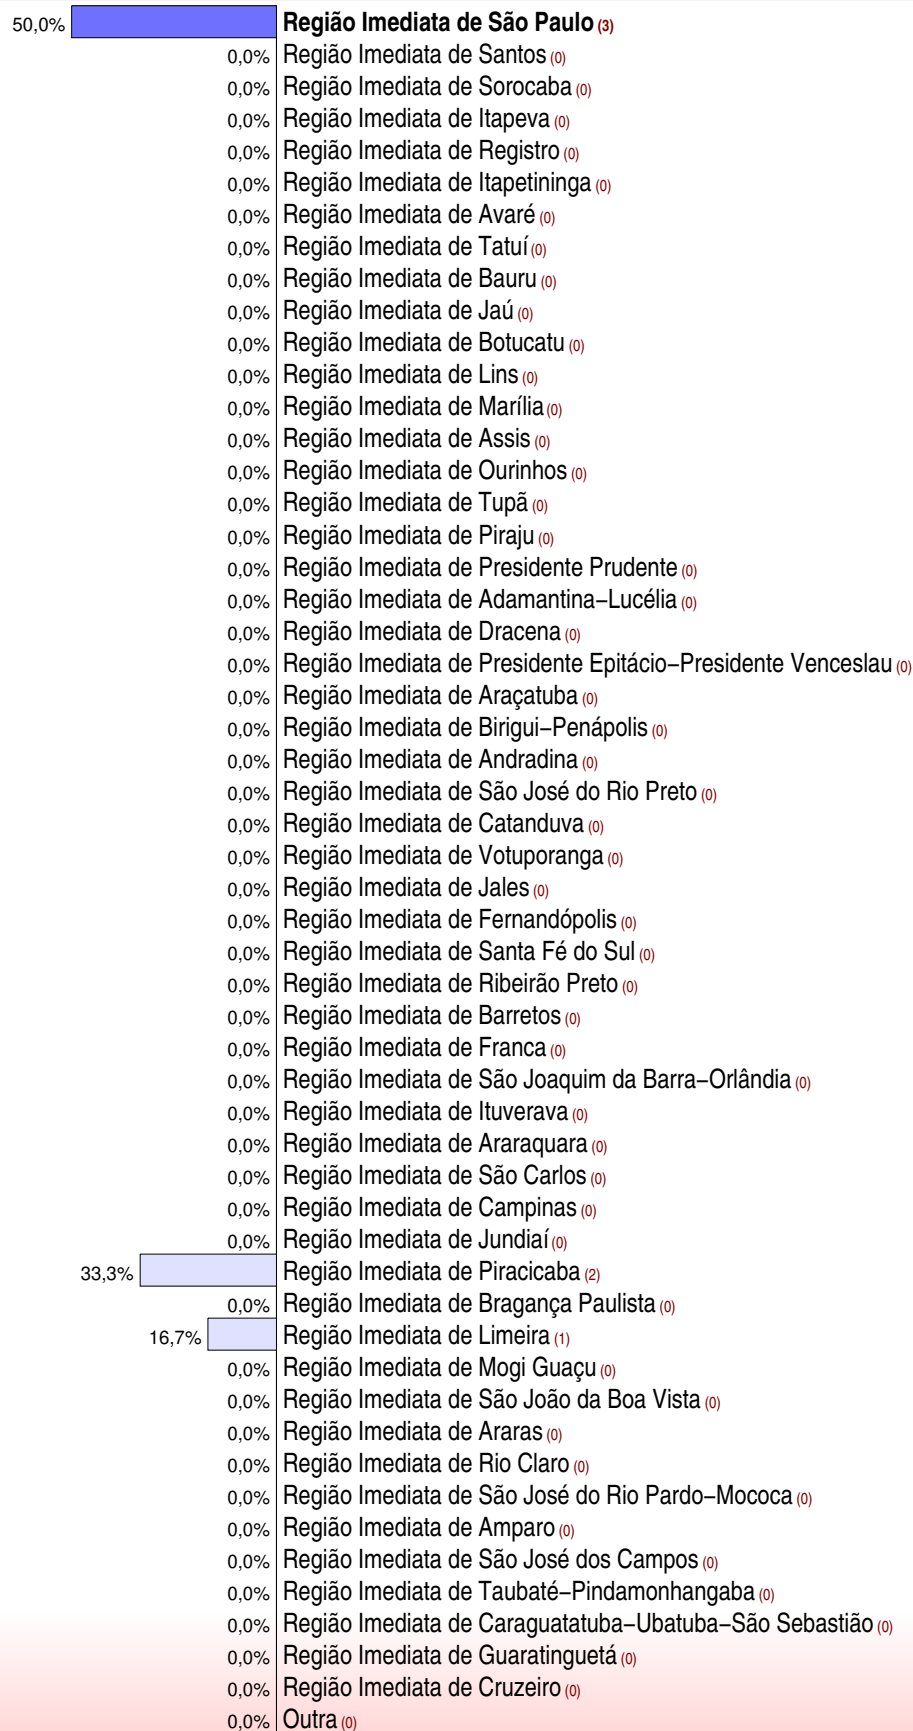 50,0% Região Imediata de São Paulo (3)
0,0% Região Imediata de Santos (0)
0,0% Região Imediata de Sorocaba (0)
0,0% Região Imediata de Itapeva (0)
0,0% Região Imediata de Registro (0)
0,0% Região Imediata de Itapetininga (0)
0,0% Região Imediata de Avaré (0)
0,0% Região Imediata de Tatuí (0)
0,0% Região Imediata de Bauru (0)
0,0% Região Imediata de Jaú (0)
0,0% Região Imediata de Botucatu (0)
0,0% Região Imediata de Lins (0)
0,0% Região Imediata de Marília (0)
0,0% Região Imediata de Assis (0)
0,0% Região Imediata de Ourinhos (0)
0,0% Região Imediata de Tupã (0)
0,0% Região Imediata de Piraju (0)
0,0% Região Imediata de Presidente Prudente (0)
0,0% Região Imediata de Adamantina−Lucélia (0)
0,0% Região Imediata de Dracena (0)
0,0% Região Imediata de Presidente Epitácio−Presidente Venceslau (0)
0,0% Região Imediata de Araçatuba (0)
0,0% Região Imediata de Birigui−Penápolis (0)
0,0% Região Imediata de Andradina (0)
0,0% Região Imediata de São José do Rio Preto (0)
0,0% Região Imediata de Catanduva (0)
0,0% Região Imediata de Votuporanga (0)
0,0% Região Imediata de Jales (0)
0,0% Região Imediata de Fernandópolis (0)
0,0% Região Imediata de Santa Fé do Sul (0)
0,0% Região Imediata de Ribeirão Preto (0)
0,0% Região Imediata de Barretos (0)
0,0% Região Imediata de Franca (0)
0,0% Região Imediata de São Joaquim da Barra−Orlândia (0)
0,0% Região Imediata de Ituverava (0)
0,0% Região Imediata de Araraquara (0)
0,0% Região Imediata de São Carlos (0)
0,0% Região Imediata de Campinas (0)
0,0% Região Imediata de Jundiaí (0)
33,3% Região Imediata de Piracicaba (2)
0,0% Região Imediata de Bragança Paulista (0)
16,7% Região Imediata de Limeira (1)
0,0% Região Imediata de Mogi Guaçu (0)
0,0% Região Imediata de São João da Boa Vista (0)
0,0% Região Imediata de Araras (0)
0,0% Região Imediata de Rio Claro (0)
0,0% Região Imediata de São José do Rio Pardo−Mococa (0)
0,0% Região Imediata de Amparo (0)
0,0% Região Imediata de São José dos Campos (0)
0,0% Região Imediata de Taubaté−Pindamonhangaba (0)
0,0% Região Imediata de Caraguatatuba−Ubatuba−São Sebastião (0)
0,0% Região Imediata de Guaratinguetá (0)
0,0% Região Imediata de Cruzeiro (0)
0,0% Outra (0)